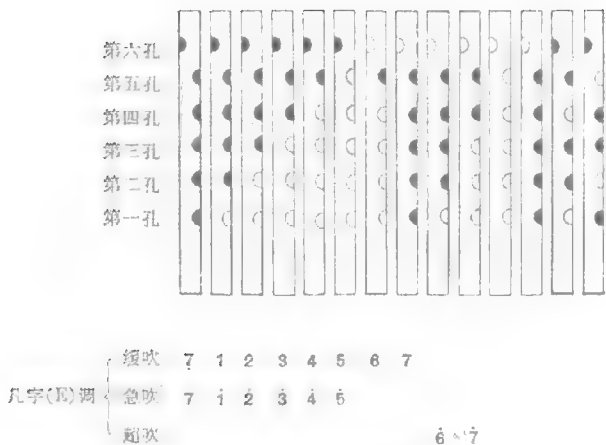 第六孔
第五孔
第四孔
第三孔
第二孔
第一孔
缓吹 7̣ 1 2 3 4 5 6 7
凡字(E)调 急吹 7 1̇ 2̇ 3̇ 4̇ 5̇
超吹 6̇ 7̇